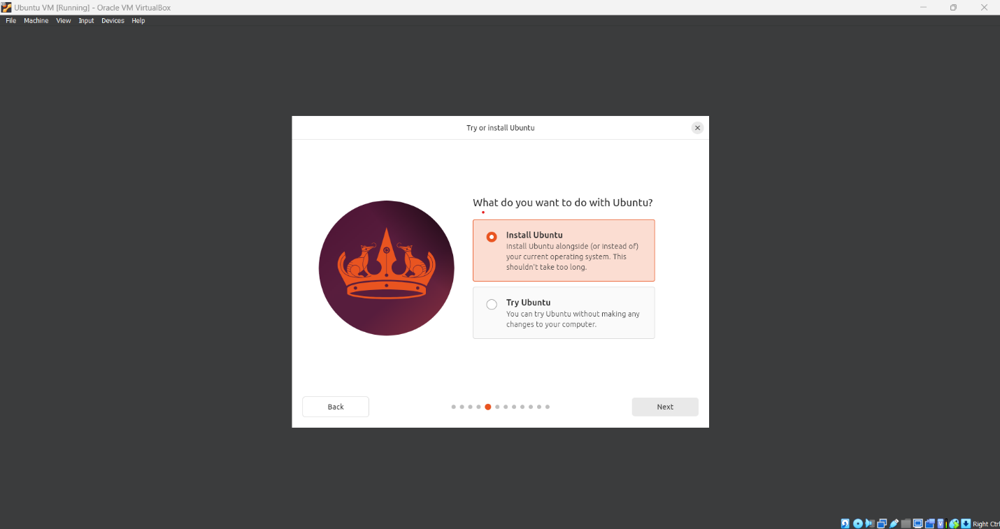 Ubuntu VM [Running] - Oracle VM VirtualBox
File Machine View Input Devices Help
Try or install Ubuntu
What do you want to do with Ubuntu?
Install Ubuntu
Install Ubuntu alongside (or instead of)
your current operating system. This
shouldn't take too long.
Try Ubuntu
You can try Ubuntu without making any
changes to your computer.
Back
Next
Right Ctrl